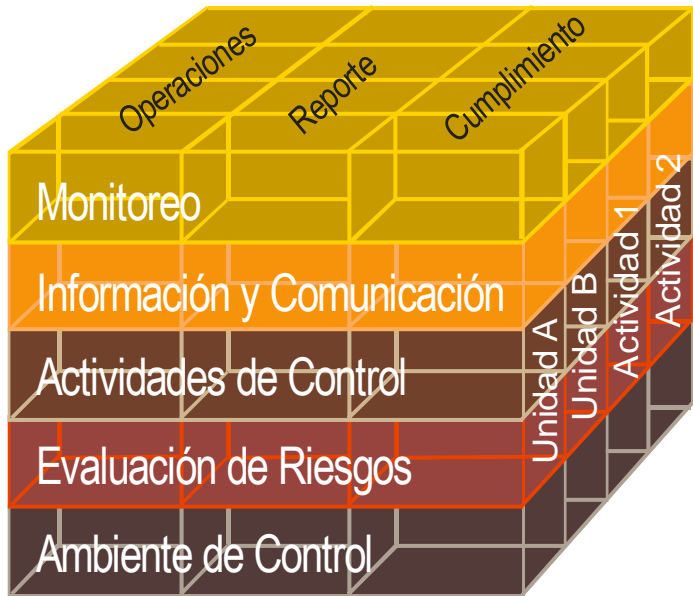 Operaciones
Reporte
Cumplimiento
Monitoreo
Información y Comunicación
Actividades de Control
Evaluación de Riesgos
Ambiente de Control
Unidad A
Unidad B
Actividad 1
Actividad 2